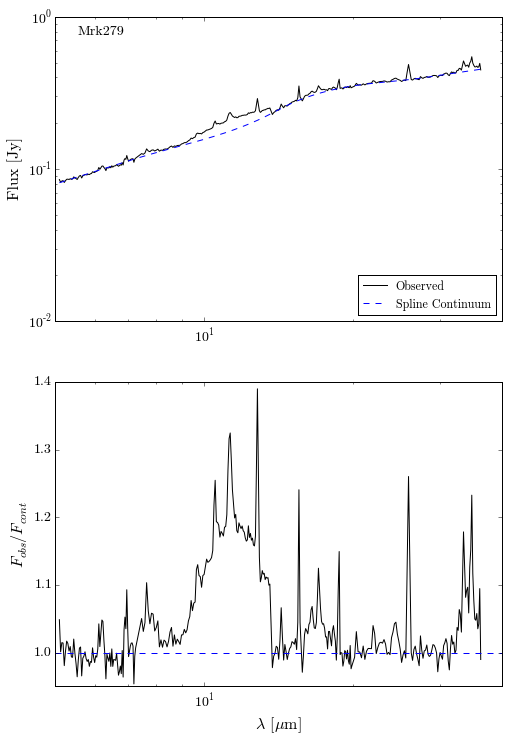 10^0
Mrk279
Flux [Jy]
10^-1
Observed
Spline Continuum
10^-2
10^1
1.4
1.3
1.2
F_obs/F_cont
1.1
1.0
10^1
λ [μm]